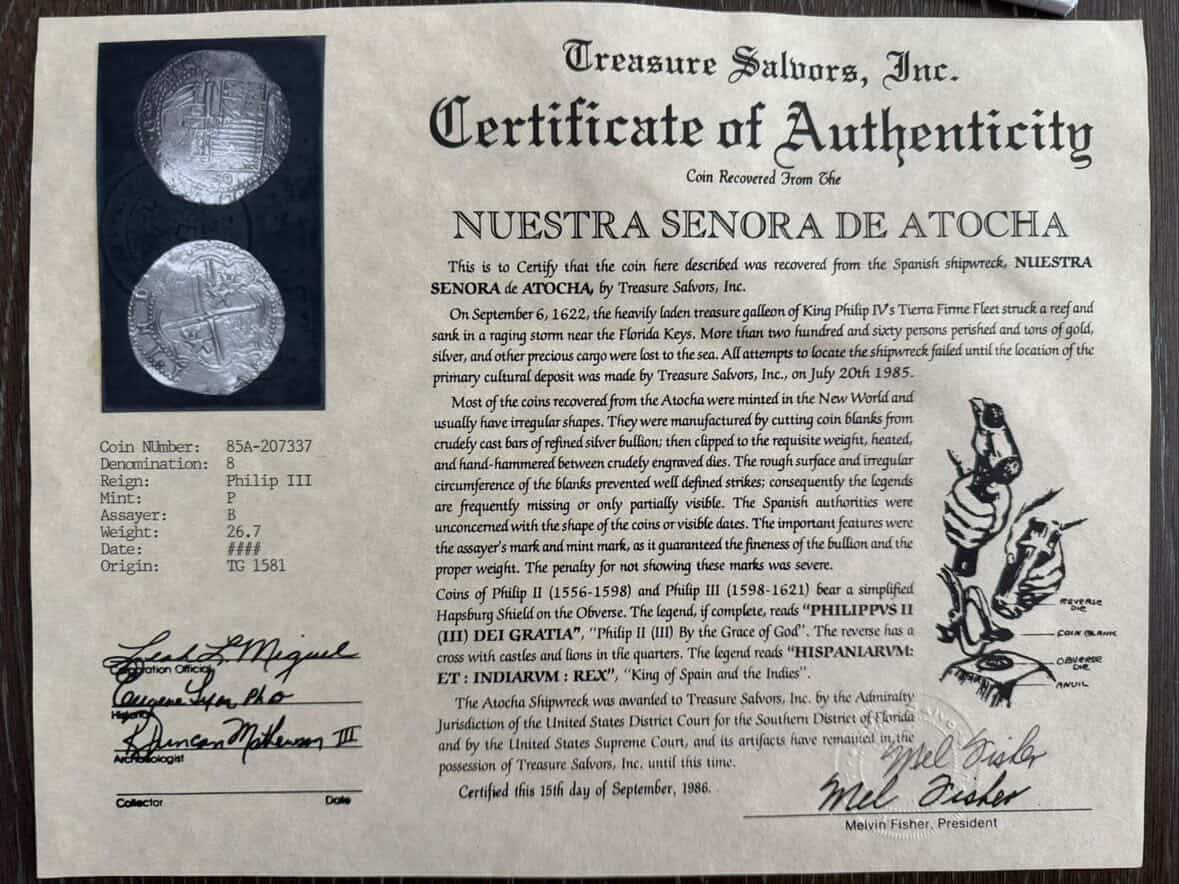 Treasure Salvors, Inc.
Certificate of Authenticity
Coin Recovered From The
NUESTRA SENORA DE ATOCHA
This is to Certify that the coin here described was recovered from the Spanish shipwreck, NUESTRA
SENORA de ATOCHA, by Treasure Salvors, Inc.
On September 6, 1622, the heavily laden treasure galleon of King Philip IV's Tierra Firme Fleet struck a reef and
sank in a raging storm near the Florida Keys. More than two hundred and sixty persons perished and tons of gold,
silver, and other precious cargo were lost to the sea. All attempts to locate the shipwreck failed until the location of the
primary cultural deposit was made by Treasure Salvors, Inc., on July 20th 1985.
Most of the coins recovered from the Atocha were minted in the New World and
usually have irregular shapes. They were manufactured by cutting coin blanks from
crudely cast bars of refined silver bullion; then clipped to the requisite weight, heated,
and hand-hammered between crudely engraved dies. The rough surface and irregular
circumference of the blanks prevented well defined strikes; consequently the legends
are frequently missing or only partially visible. The Spanish authorities were
unconcerned with the shape of the coins or visible dates. The important features were
the assayer's mark and mint mark, as it guaranteed the fineness of the bullion and the
proper weight. The penalty for not showing these marks was severe.
Coins of Philip II (1556-1598) and Philip III (1598-1621) bear a simplified
Hapsburg Shield on the Obverse. The legend, if complete, reads "PHILIPPVS II
(III) DEI GRATIA", "Philip II (III) By the Grace of God". The reverse has a
cross with castles and lions in the quarters. The legend reads "HISPANIARVM:
ET : INDIARVM : REX", "King of Spain and the Indies".
The Atocha Shipwreck was awarded to Treasure Salvors, Inc. by the Admiralty
Jurisdiction of the United States District Court for the Southern District of Florida
and by the United States Supreme Court, and its artifacts have remained in the
possession of Treasure Salvors, Inc. until this time.
Certified this 15th day of September, 1986.
REVERSE
DIE
COIN BLANK
OBVERSE
DIE
ANVIL
Mel Fisher
Mel Fisher
Melvin Fisher, President
Coin NUmber: 85A-207337
Denomination: 8
Reign: Philip III
Mint: P
Assayer: B
Weight: 26.7
Date: ####
Origin: TG 1581
Leah L Miguel
Official
Eugene Lyon, PhD
Historian
R Duncan Mathewson III
Archaeologist
Collector Date